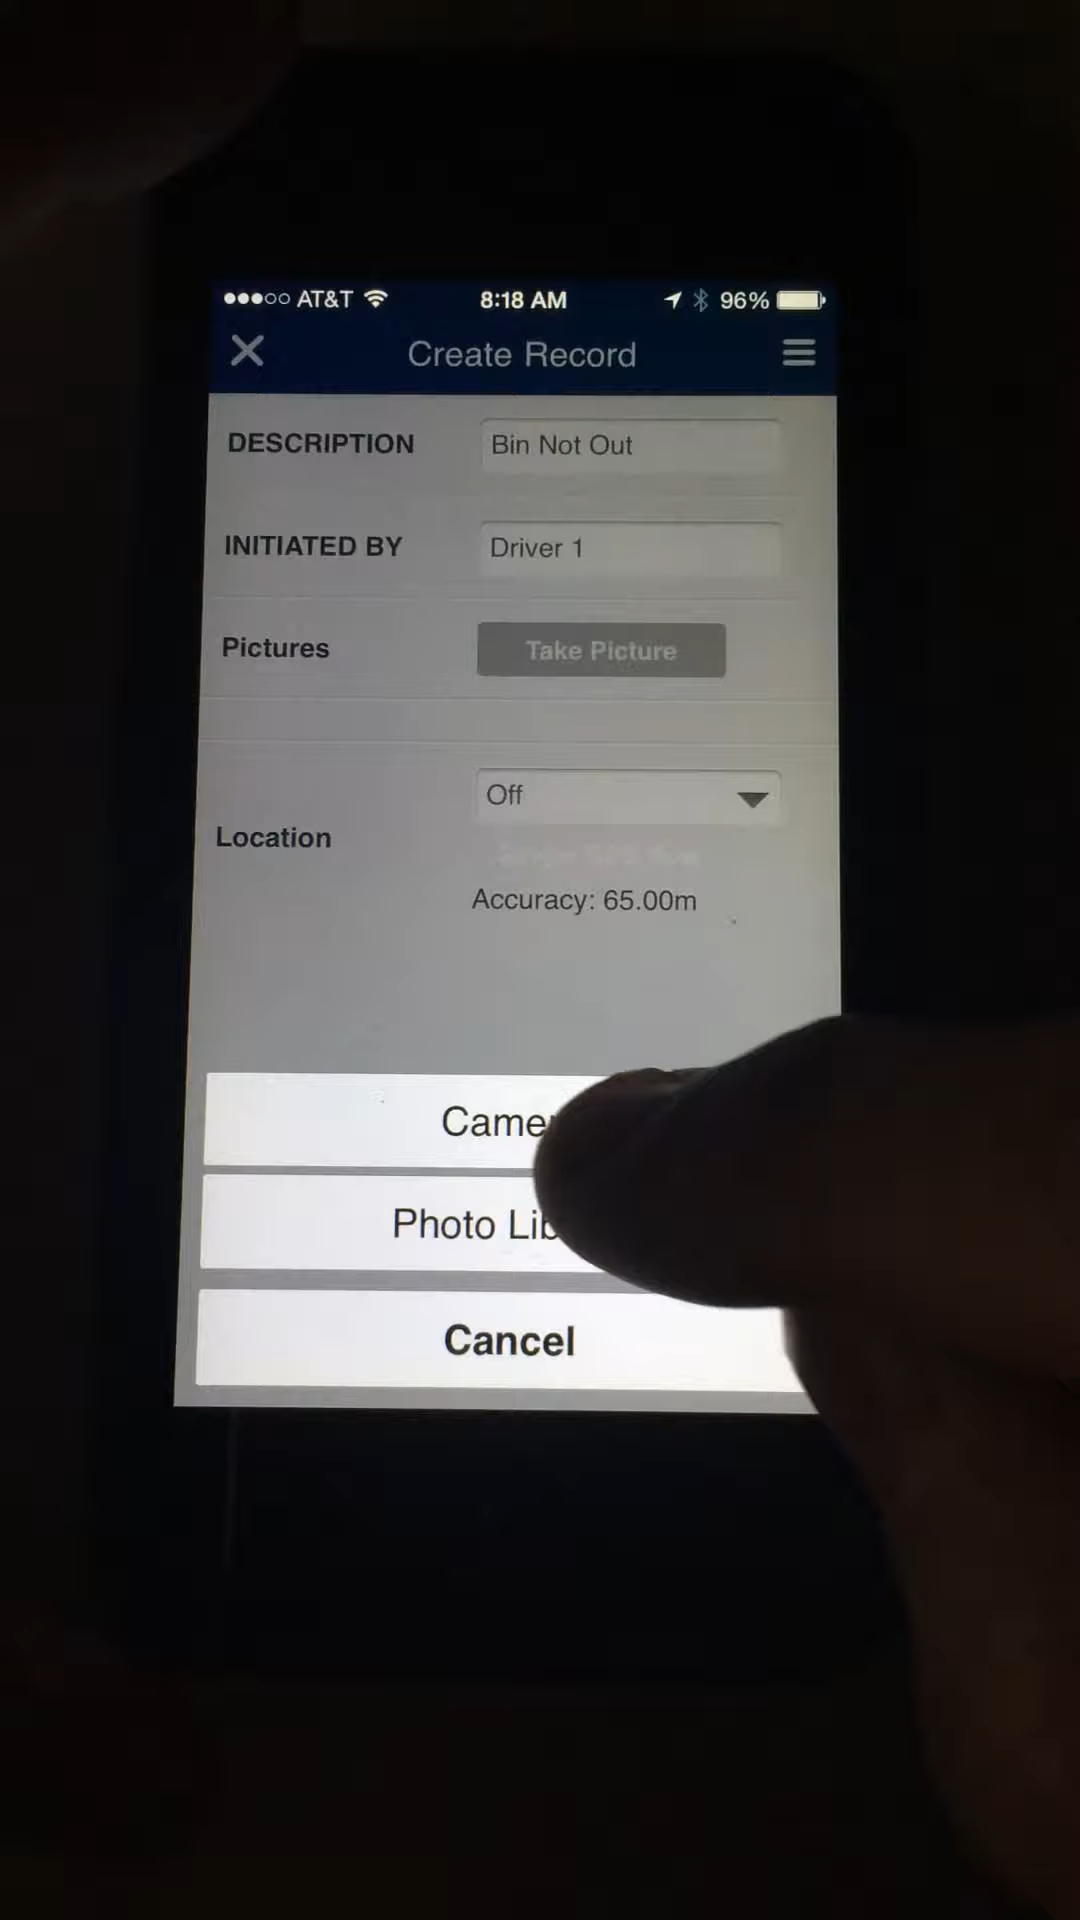 AT&T 8:18 AM 96%
Create Record
DESCRIPTION Bin Not Out
INITIATED BY Driver 1
Pictures Take Picture
Off
Location
Accuracy: 65.00m
Came
Photo Lib
Cancel